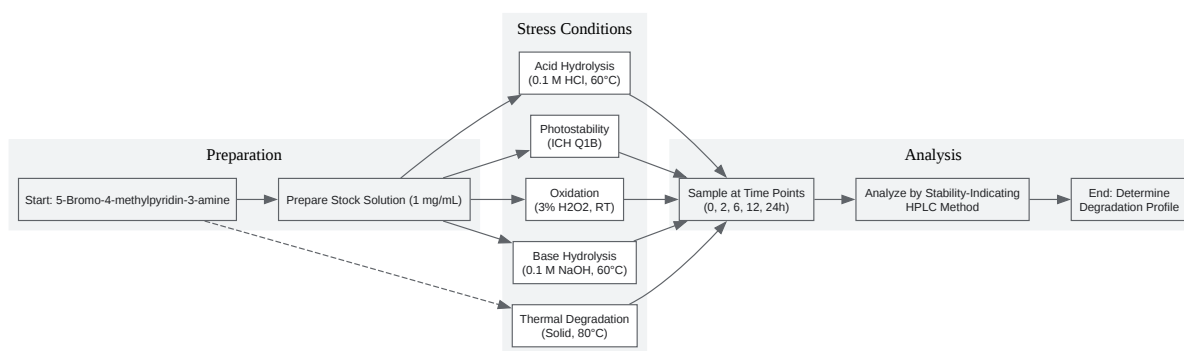 Stress Conditions
Acid Hydrolysis
(0.1 M HCl, 60°C)
Photostability
(ICH Q1B)
Preparation
Analysis
Start: 5-Bromo-4-methylpyridin-3-amine
Prepare Stock Solution (1 mg/mL)
Oxidation
(3% H2O2, RT)
Sample at Time Points
(0, 2, 6, 12, 24h)
Analyze by Stability-Indicating
HPLC Method
End: Determine
Degradation Profile
Base Hydrolysis
(0.1 M NaOH, 60°C)
Thermal Degradation
(Solid, 80°C)